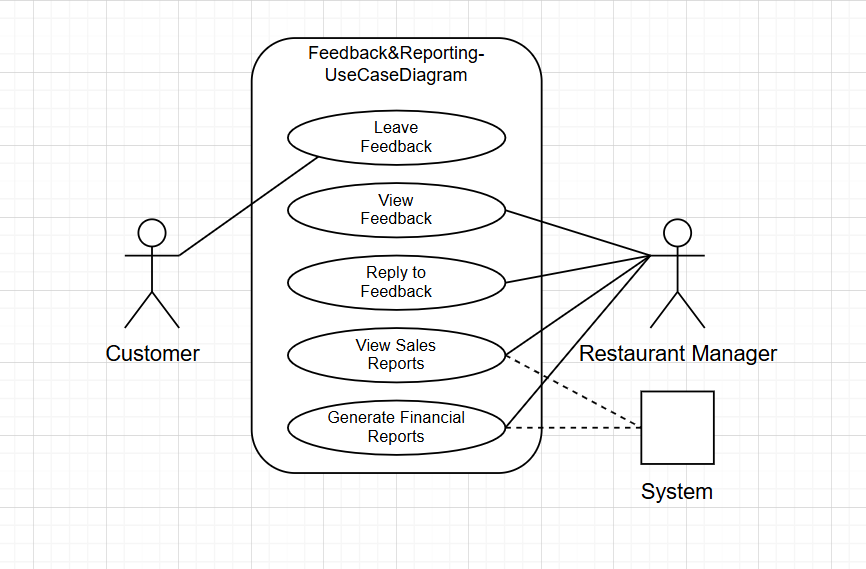 Feedback&Reporting-
UseCaseDiagram
Leave
Feedback
View
Feedback
Reply to
Feedback
View Sales
Reports
Generate Financial
Reports
Customer
Restaurant Manager
System